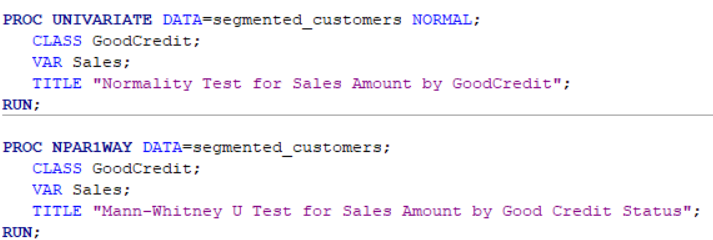 PROC UNIVARIATE DATA=segmented_customers NORMAL;
CLASS GoodCredit;
VAR Sales;
TITLE "Normality Test for Sales Amount by GoodCredit";
RUN;
PROC NPAR1WAY DATA=segmented_customers;
CLASS GoodCredit;
VAR Sales;
TITLE "Mann-Whitney U Test for Sales Amount by Good Credit Status";
RUN;